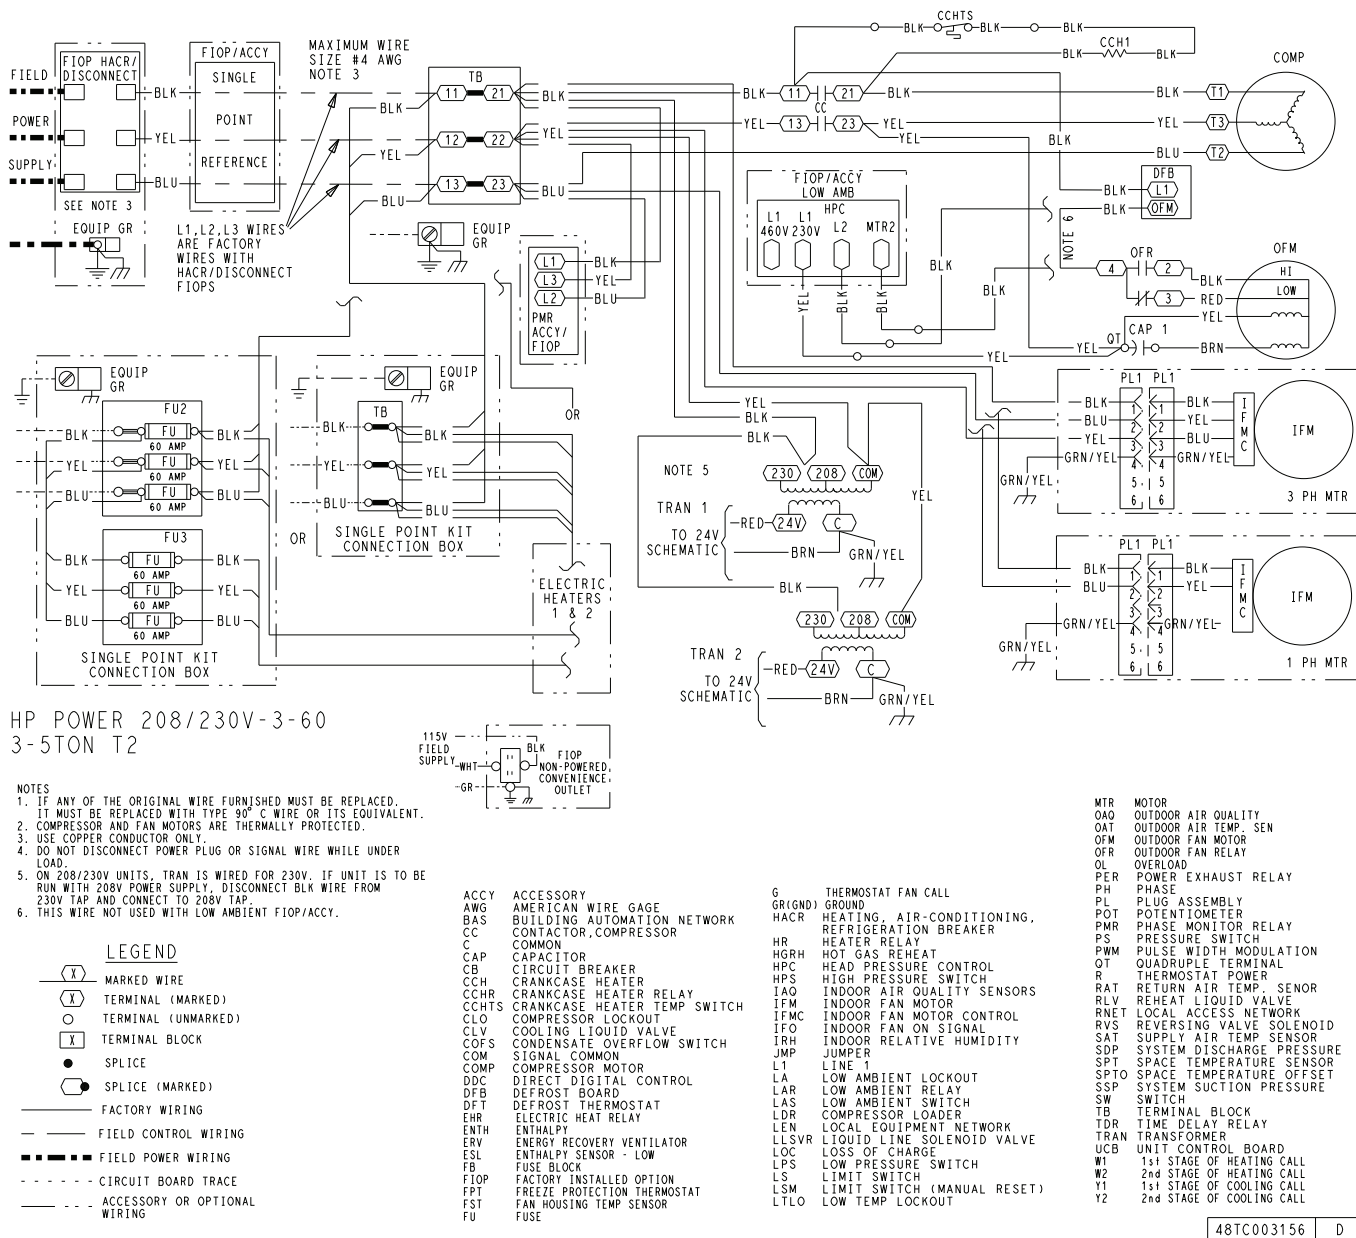 CCHTS
BLK BLK BLK
BLK CCH1 BLK
COMP
FIOP HACR/
DISCONNECT
FIOP/ACCY
SINGLE
POINT
REFERENCE
MAXIMUM WIRE
SIZE #4 AWG
NOTE 3
TB
FIELD
POWER
SUPPLY
BLK
YEL
BLU
SEE NOTE 3
BLK 11 21 BLK
YEL 12 22 YEL
BLU 13 23 BLU
BLK 11 21 BLK BLK T1
CC
YEL 13 23 YEL YEL T3
BLK
BLU T2
EQUIP GR
L1,L2,L3 WIRES
ARE FACTORY
WIRES WITH
HACR/DISCONNECT
FIOPS
EQUIP
GR
FIOP/ACCY
LOW AMB
HPC
L1 L1 L2 MTR2
460V 230V
YEL BLK BLK
BLK
BLK
DFB
BLK L1
BLK OFM
NOTE 6
OFR
OFM
4 2 BLK HI
3 RED LOW
YEL
CAP 1
YEL QT BRN
YEL
L1 BLK
L3 YEL
L2 BLU
PMR
ACCY/
FIOP
EQUIP
GR
FU2
BLK FU BLK
60 AMP
YEL FU YEL
60 AMP
BLU FU BLU
60 AMP
FU3
BLK FU BLK
60 AMP
YEL FU YEL
60 AMP
BLU FU BLU
60 AMP
SINGLE POINT KIT
CONNECTION BOX
OR
EQUIP
GR
TB
BLK BLK
YEL YEL
BLU BLU
SINGLE POINT KIT
CONNECTION BOX
OR
ELECTRIC
HEATERS
1 & 2
YEL
BLK
BLK
NOTE 5
230 208 COM
YEL
TRAN 1
RED 24V C
TO 24V
SCHEMATIC
BRN GRN/YEL
BLK
230 208 COM
TRAN 2
RED 24V C
TO 24V
SCHEMATIC
BRN GRN/YEL
PL1 PL1
BLK 1 1 BLK
BLU 2 2 YEL
YEL 3 3 BLU
GRN/YEL 4 4 GRN/YEL
5 5
6 6
GRN/YEL
IFMC
IFM
3 PH MTR
PL1 PL1
BLK 1 1 BLK
BLU 2 2 YEL
3 3
GRN/YEL 4 4 GRN/YEL
5 5
6 6
GRN/YEL
IFMC
IFM
1 PH MTR
HP POWER 208/230V-3-60
3-5TON T2
115V
FIELD
SUPPLY
WHT
GR
BLK
FIOP
NON-POWERED
CONVENIENCE
OUTLET
NOTES
1. IF ANY OF THE ORIGINAL WIRE FURNISHED MUST BE REPLACED.
IT MUST BE REPLACED WITH TYPE 90° C WIRE OR ITS EQUIVALENT.
2. COMPRESSOR AND FAN MOTORS ARE THERMALLY PROTECTED.
3. USE COPPER CONDUCTOR ONLY.
4. DO NOT DISCONNECT POWER PLUG OR SIGNAL WIRE WHILE UNDER
LOAD.
5. ON 208/230V UNITS, TRAN IS WIRED FOR 230V. IF UNIT IS TO BE
RUN WITH 208V POWER SUPPLY, DISCONNECT BLK WIRE FROM
230V TAP AND CONNECT TO 208V TAP.
6. THIS WIRE NOT USED WITH LOW AMBIENT FIOP/ACCY.
LEGEND
X MARKED WIRE
X TERMINAL (MARKED)
TERMINAL (UNMARKED)
X TERMINAL BLOCK
SPLICE
SPLICE (MARKED)
FACTORY WIRING
FIELD CONTROL WIRING
FIELD POWER WIRING
CIRCUIT BOARD TRACE
ACCESSORY OR OPTIONAL
WIRING
ACCY ACCESSORY
AWG AMERICAN WIRE GAGE
BAS BUILDING AUTOMATION NETWORK
CC CONTACTOR,COMPRESSOR
C COMMON
CAP CAPACITOR
CB CIRCUIT BREAKER
CCH CRANKCASE HEATER
CCHR CRANKCASE HEATER RELAY
CCHTS CRANKCASE HEATER TEMP SWITCH
CLO COMPRESSOR LOCKOUT
CLV COOLING LIQUID VALVE
COFS CONDENSATE OVERFLOW SWITCH
COM SIGNAL COMMON
COMP COMPRESSOR MOTOR
DDC DIRECT DIGITAL CONTROL
DFB DEFROST BOARD
DFT DEFROST THERMOSTAT
EHR ELECTRIC HEAT RELAY
ENTH ENTHALPY
ERV ENERGY RECOVERY VENTILATOR
ESL ENTHALPY SENSOR - LOW
FB FUSE BLOCK
FIOP FACTORY INSTALLED OPTION
FPT FREEZE PROTECTION THERMOSTAT
FST FAN HOUSING TEMP SENSOR
FU FUSE
G THERMOSTAT FAN CALL
GR(GND) GROUND
HACR HEATING, AIR-CONDITIONING,
REFRIGERATION BREAKER
HR HEATER RELAY
HGRH HOT GAS REHEAT
HPC HEAD PRESSURE CONTROL
HPS HIGH PRESSURE SWITCH
IAQ INDOOR AIR QUALITY SENSORS
IFM INDOOR FAN MOTOR
IFMC INDOOR FAN MOTOR CONTROL
IFO INDOOR FAN ON SIGNAL
IRH INDOOR RELATIVE HUMIDITY
JMP JUMPER
L1 LINE 1
LA LOW AMBIENT LOCKOUT
LAR LOW AMBIENT RELAY
LAS LOW AMBIENT SWITCH
LDR COMPRESSOR LOADER
LEN LOCAL EQUIPMENT NETWORK
LLSVR LIQUID LINE SOLENOID VALVE
LOC LOSS OF CHARGE
LPS LOW PRESSURE SWITCH
LS LIMIT SWITCH
LSM LIMIT SWITCH (MANUAL RESET)
LTLO LOW TEMP LOCKOUT
MTR MOTOR
OAQ OUTDOOR AIR QUALITY
OAT OUTDOOR AIR TEMP. SEN
OFM OUTDOOR FAN MOTOR
OFR OUTDOOR FAN RELAY
OL OVERLOAD
PER POWER EXHAUST RELAY
PH PHASE
PL PLUG ASSEMBLY
POT POTENTIOMETER
PMR PHASE MONITOR RELAY
PS PRESSURE SWITCH
PWM PULSE WIDTH MODULATION
QT QUADRUPLE TERMINAL
R THERMOSTAT POWER
RAT RETURN AIR TEMP. SENOR
RLV REHEAT LIQUID VALVE
RNET LOCAL ACCESS NETWORK
RVS REVERSING VALVE SOLENOID
SAT SUPPLY AIR TEMP SENSOR
SDP SYSTEM DISCHARGE PRESSURE
SPT SPACE TEMPERATURE SENSOR
SPTO SPACE TEMPERATURE OFFSET
SSP SYSTEM SUCTION PRESSURE
SW SWITCH
TB TERMINAL BLOCK
TDR TIME DELAY RELAY
TRAN TRANSFORMER
UCB UNIT CONTROL BOARD
W1 1st STAGE OF HEATING CALL
W2 2nd STAGE OF HEATING CALL
Y1 1st STAGE OF COOLING CALL
Y2 2nd STAGE OF COOLING CALL
48TC003156 D